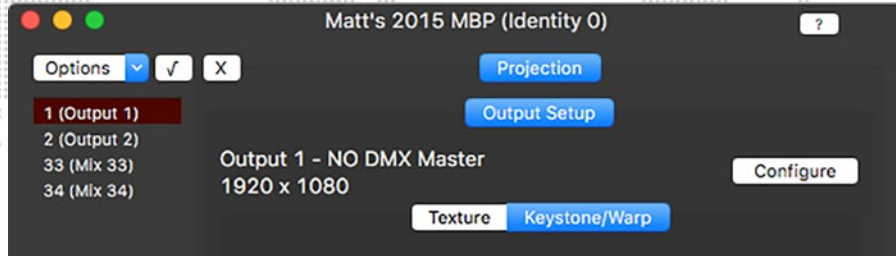 Matt's 2015 MBP (Identity 0)
?
Options √ X
Projection
Output Setup
1 (Output 1)
2 (Output 2)
33 (Mix 33)
34 (Mix 34)
Output 1 - NO DMX Master
1920 x 1080
Configure
Texture Keystone/Warp